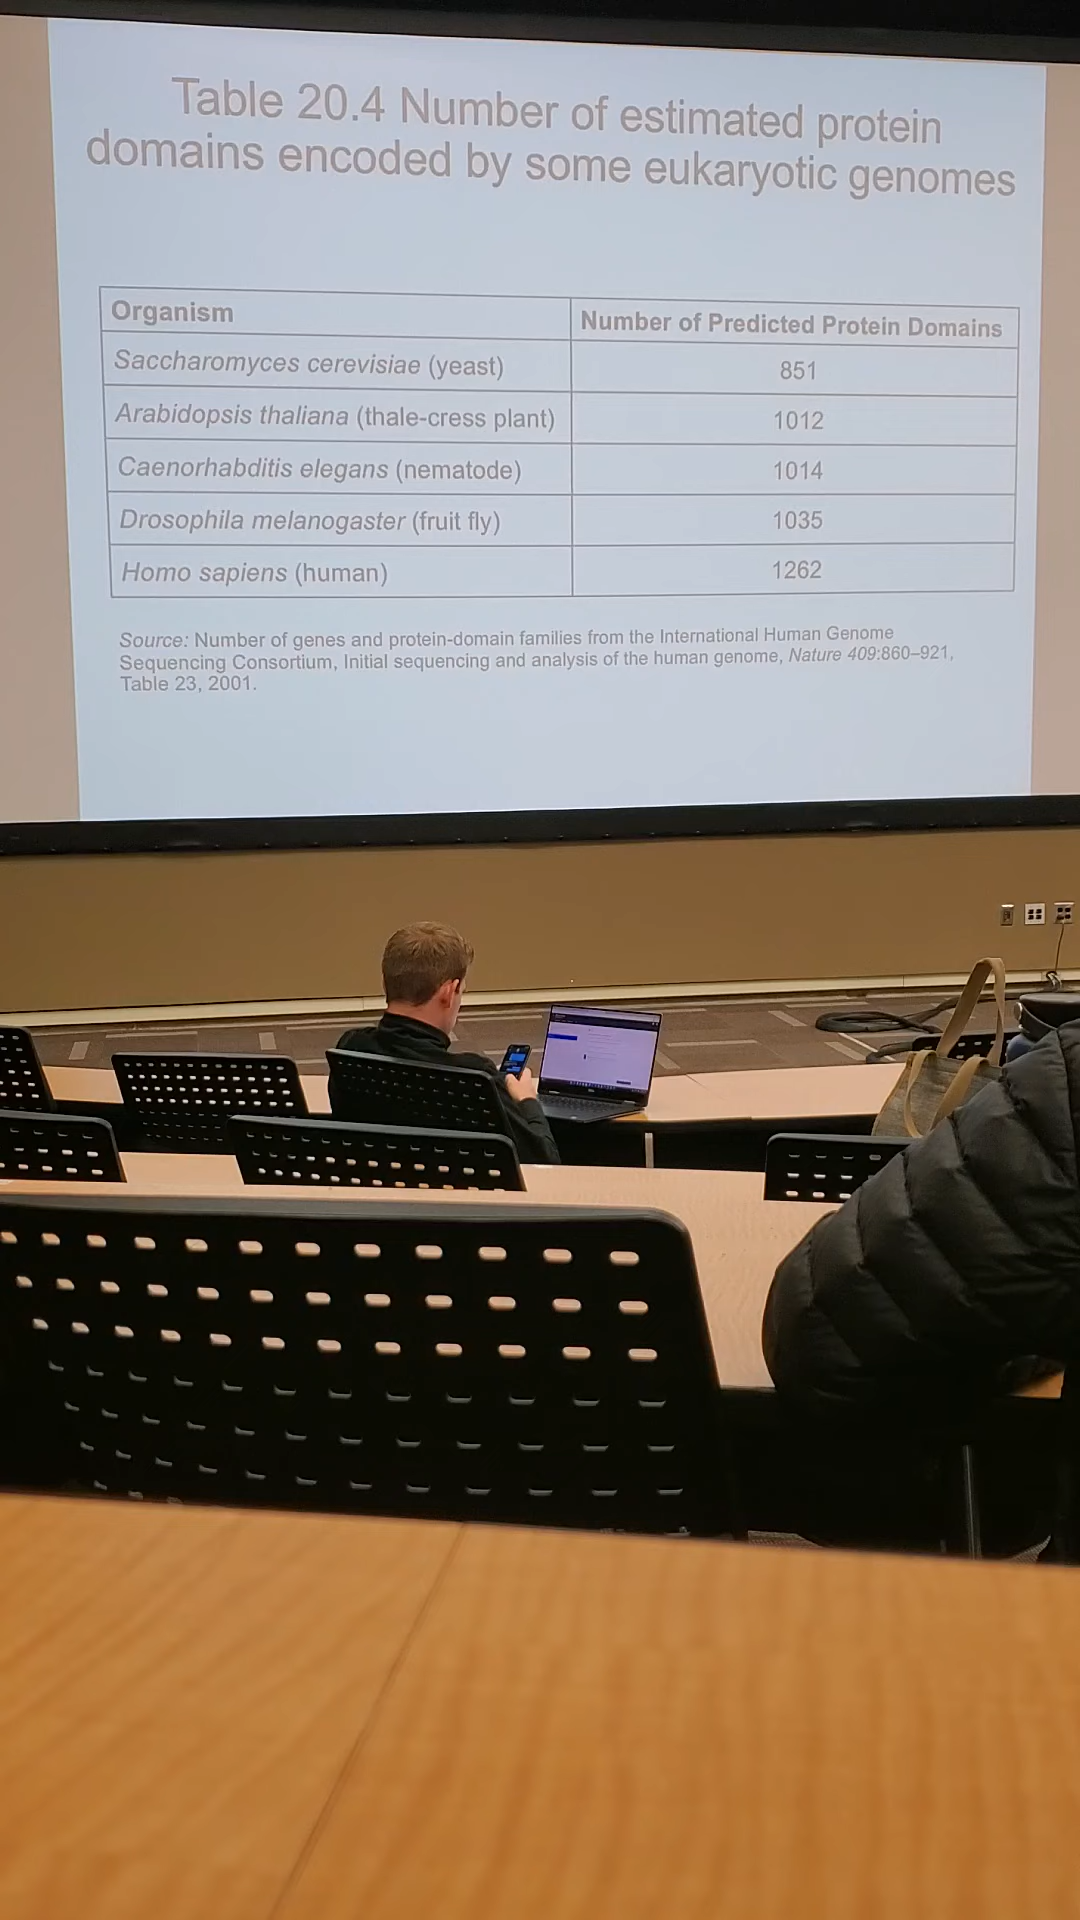 Table 20.4 Number of estimated protein
domains encoded by some eukaryotic genomes
Organism
Number of Predicted Protein Domains
Saccharomyces cerevisiae (yeast)
851
Arabidopsis thaliana (thale-cress plant)
1012
Caenorhabditis elegans (nematode)
1014
Drosophila melanogaster (fruit fly)
1035
Homo sapiens (human)
1262
Source: Number of genes and protein-domain families from the International Human Genome
Sequencing Consortium, Initial sequencing and analysis of the human genome, Nature 409:860–921,
Table 23, 2001.